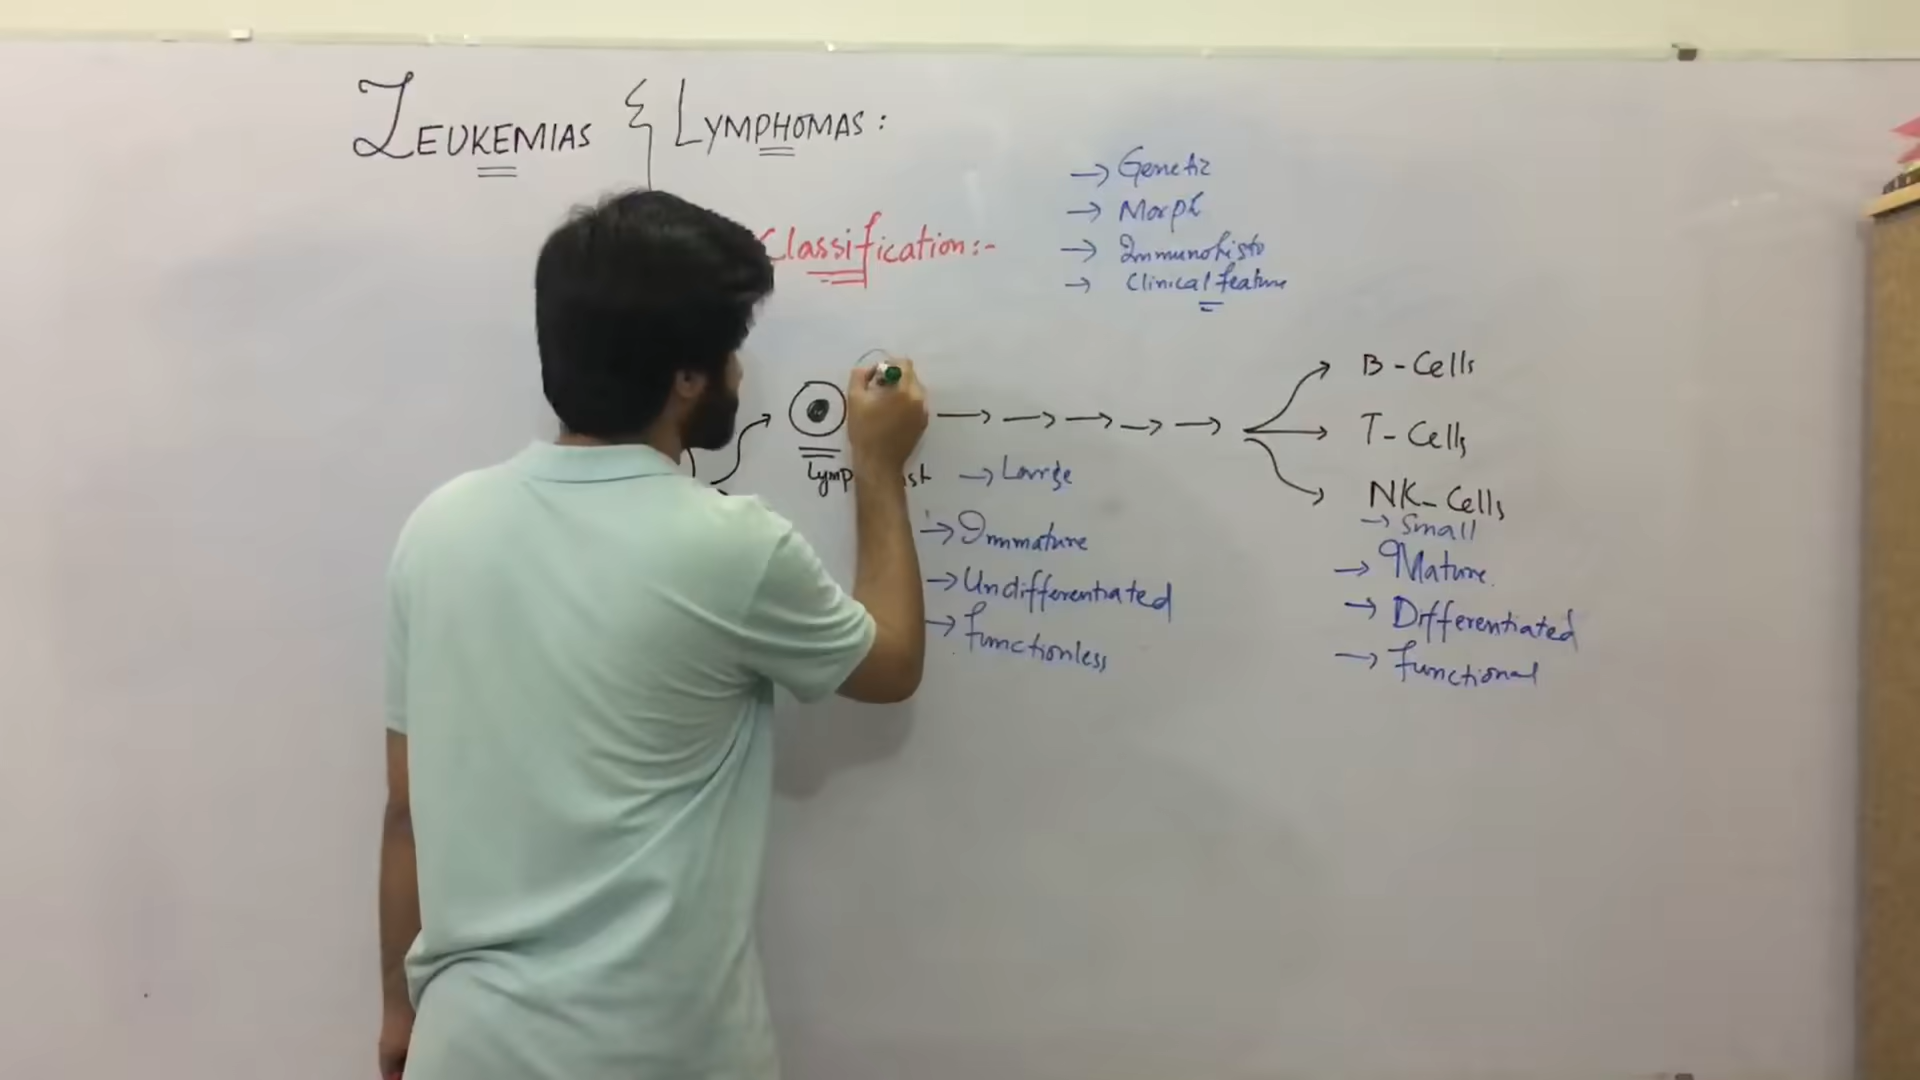 LEUKEMIAS & LYMPHOMAS:
→ Genetic
→ Morph
Classification:-
→ Immunohisto
→ Clinical feature
B-Cells
T-Cells
NK-Cells
→ Large
→ Small
→ Immature
→ Mature.
→ Undifferentiated
→ Differentiated
→ functionless
→ functional